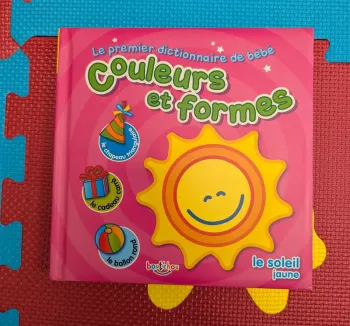 Le premier dictionnaire de bébé
Couleurs
et formes
le chapeau triangulaire
le cadeau carré
le ballon rond
le soleil
jaune